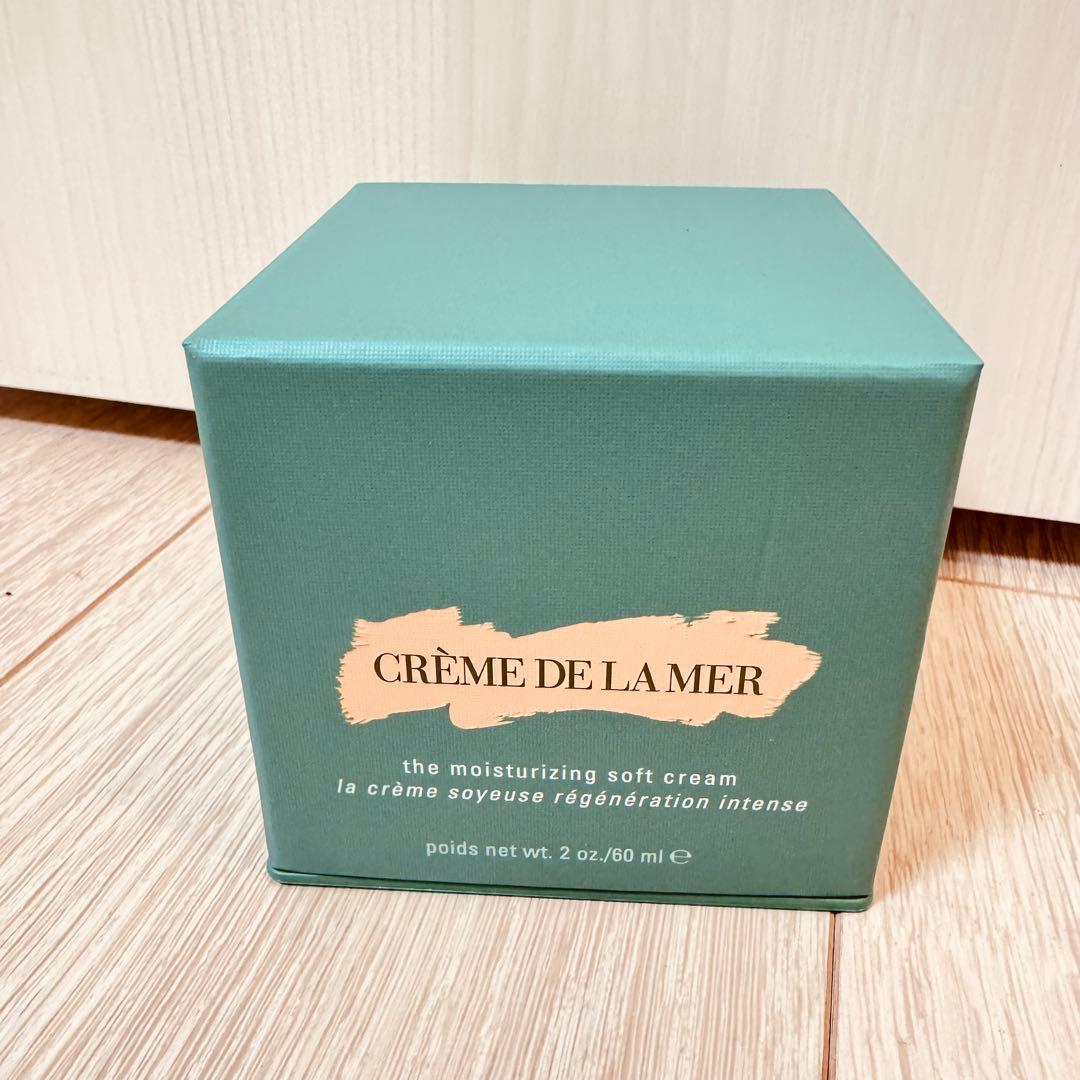 CRÈME DE LA MER
the moisturizing soft cream
la crème soyeuse régénération intense
poids net wt. 2 oz./60 ml ℮